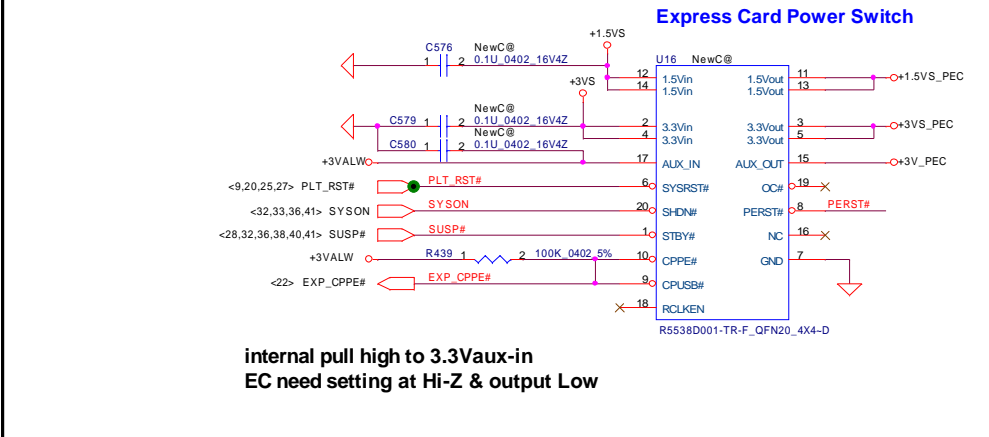 Express Card Power Switch
+1.5VS
C576 NewC@
1 2 0.1U_0402_16V4Z
U16 NewC@
12 1.5Vin 1.5Vout 11 +1.5VS_PEC
14 1.5Vin 1.5Vout 13
+3VS
NewC@
C579 1 2 0.1U_0402_16V4Z
2 3.3Vin 3.3Vout 3 +3VS_PEC
NewC@
4 3.3Vin 3.3Vout 5
C580 1 2 0.1U_0402_16V4Z
+3VALW 17 AUX_IN AUX_OUT 15 +3V_PEC
<9,20,25,27> PLT_RST# PLT_RST# 6 SYSRST# OC# 19
<32,33,36,41> SYSON SYSON 20 SHDN# PERST# 8 PERST#
<28,32,36,38,40,41> SUSP# SUSP# 1 STBY# NC 16
+3VALW R439 1 2 100K_0402_5% 10 CPPE# GND 7
<22> EXP_CPPE# EXP_CPPE# 9 CPUSB#
18 RCLKEN
R5538D001-TR-F_QFN20_4X4~D
internal pull high to 3.3Vaux-in
EC need setting at Hi-Z & output Low